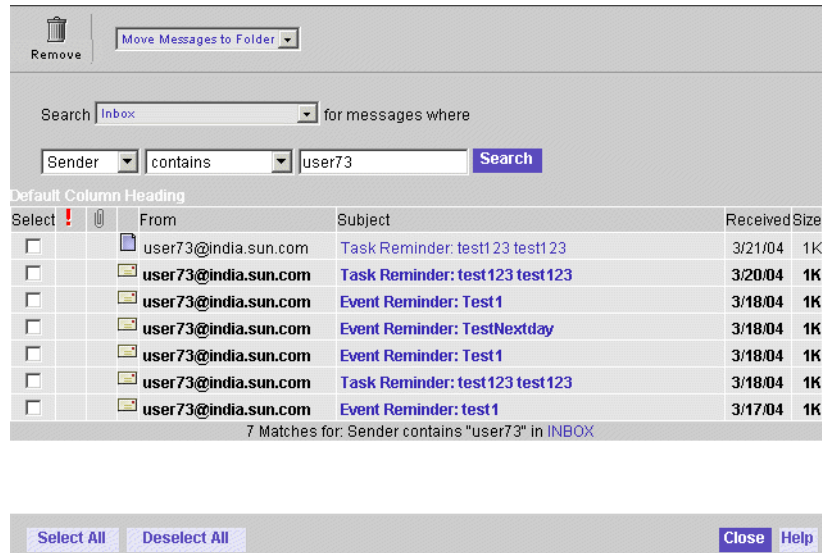 Remove
Move Messages to Folder
Search Inbox for messages where
Sender contains user73 Search
Default Column Heading
Select ! From Subject Received Size
user73@india.sun.com Task Reminder: test123 test123 3/21/04 1K
user73@india.sun.com Task Reminder: test123 test123 3/20/04 1K
user73@india.sun.com Event Reminder: Test1 3/18/04 1K
user73@india.sun.com Event Reminder: TestNextday 3/18/04 1K
user73@india.sun.com Event Reminder: Test1 3/18/04 1K
user73@india.sun.com Task Reminder: test123 test123 3/18/04 1K
user73@india.sun.com Event Reminder: test1 3/17/04 1K
7 Matches for: Sender contains "user73" in INBOX
Select All Deselect All Close Help